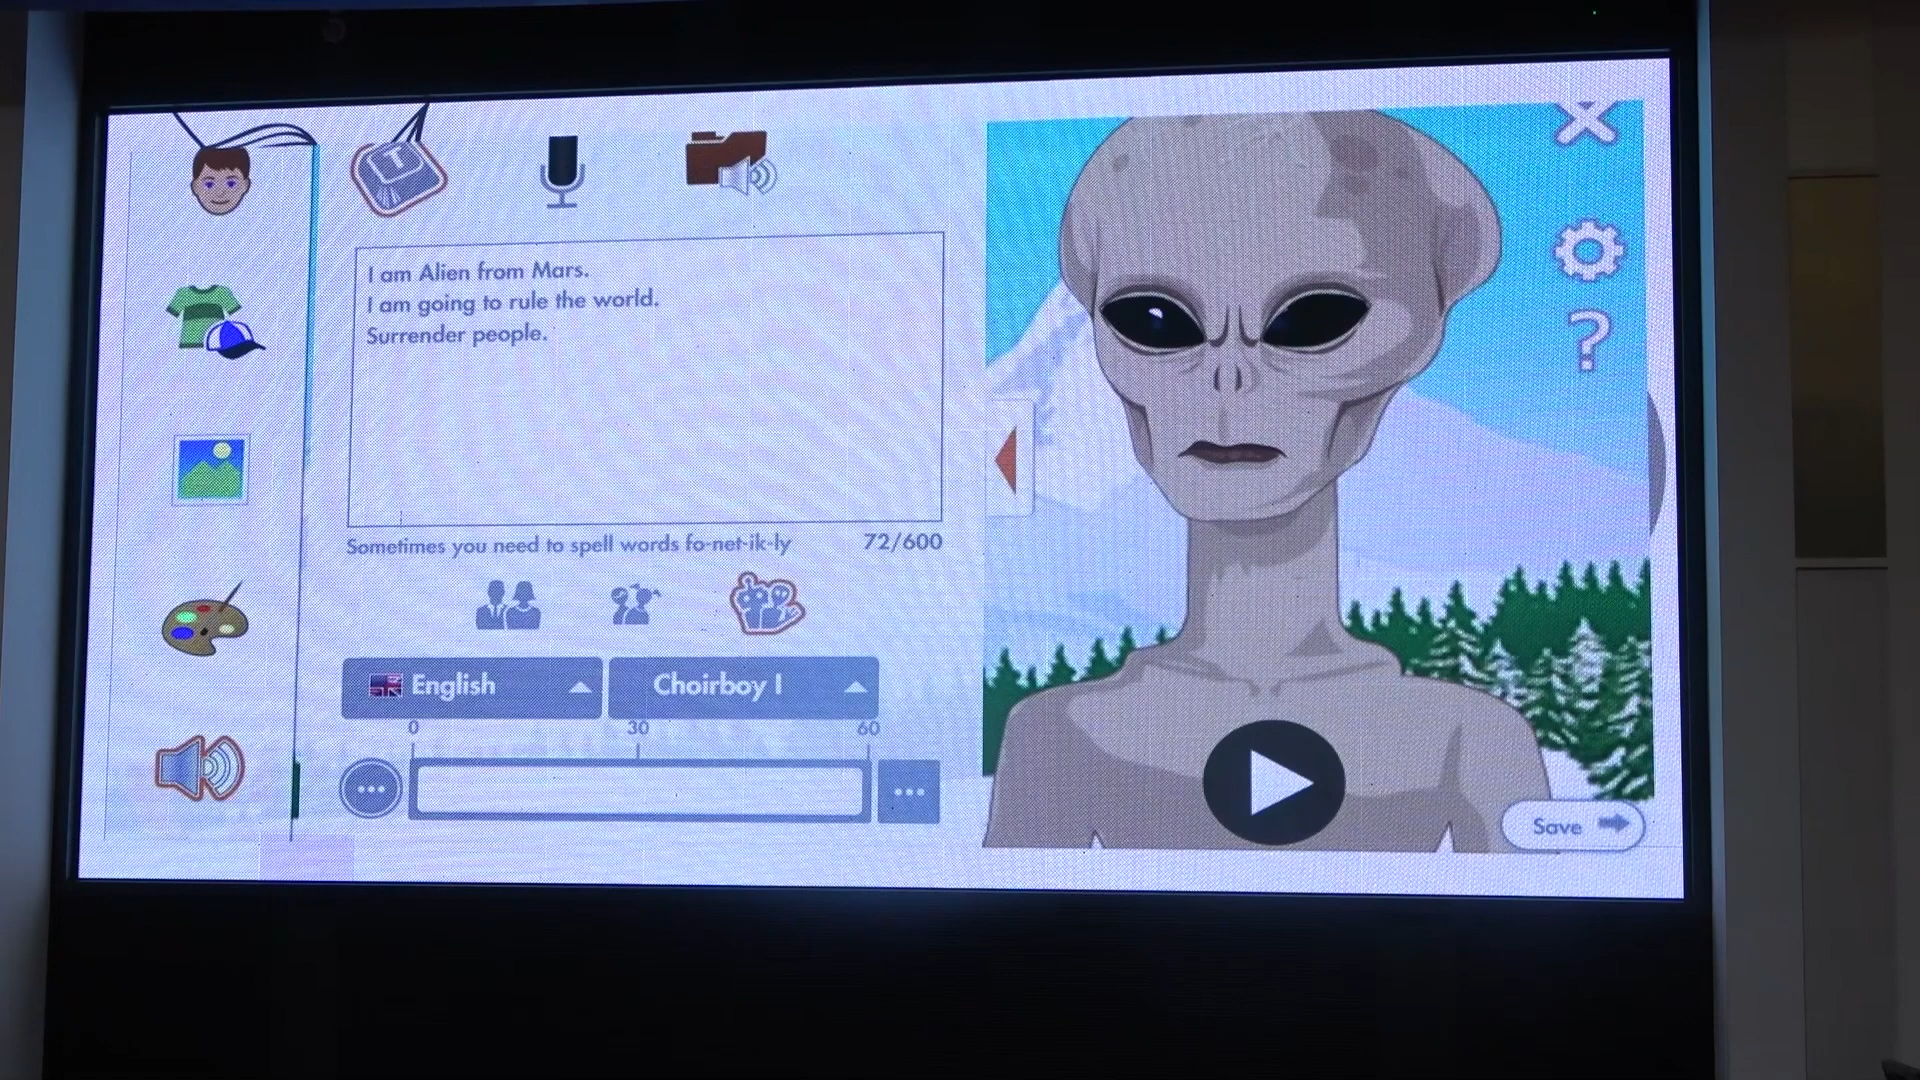 T
I am Alien from Mars.
I am going to rule the world.
Surrender people.
Sometimes you need to spell words fo-net-ik-ly
72/600
English
Choirboy I
0
30
60
?
Save